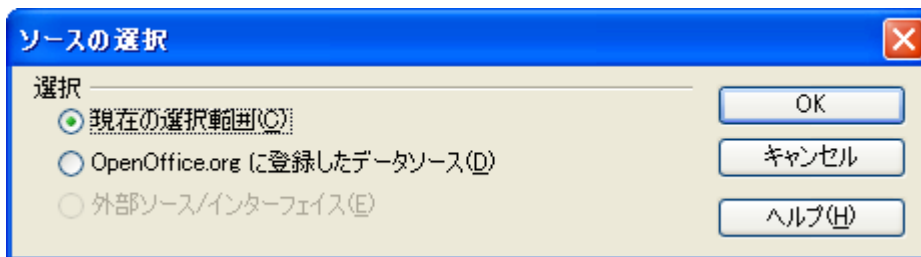 ソースの選択
選択
現在の選択範囲(C)
OpenOffice.org に登録したデータソース(D)
外部ソース/インターフェイス(E)
OK
キャンセル
ヘルプ(H)